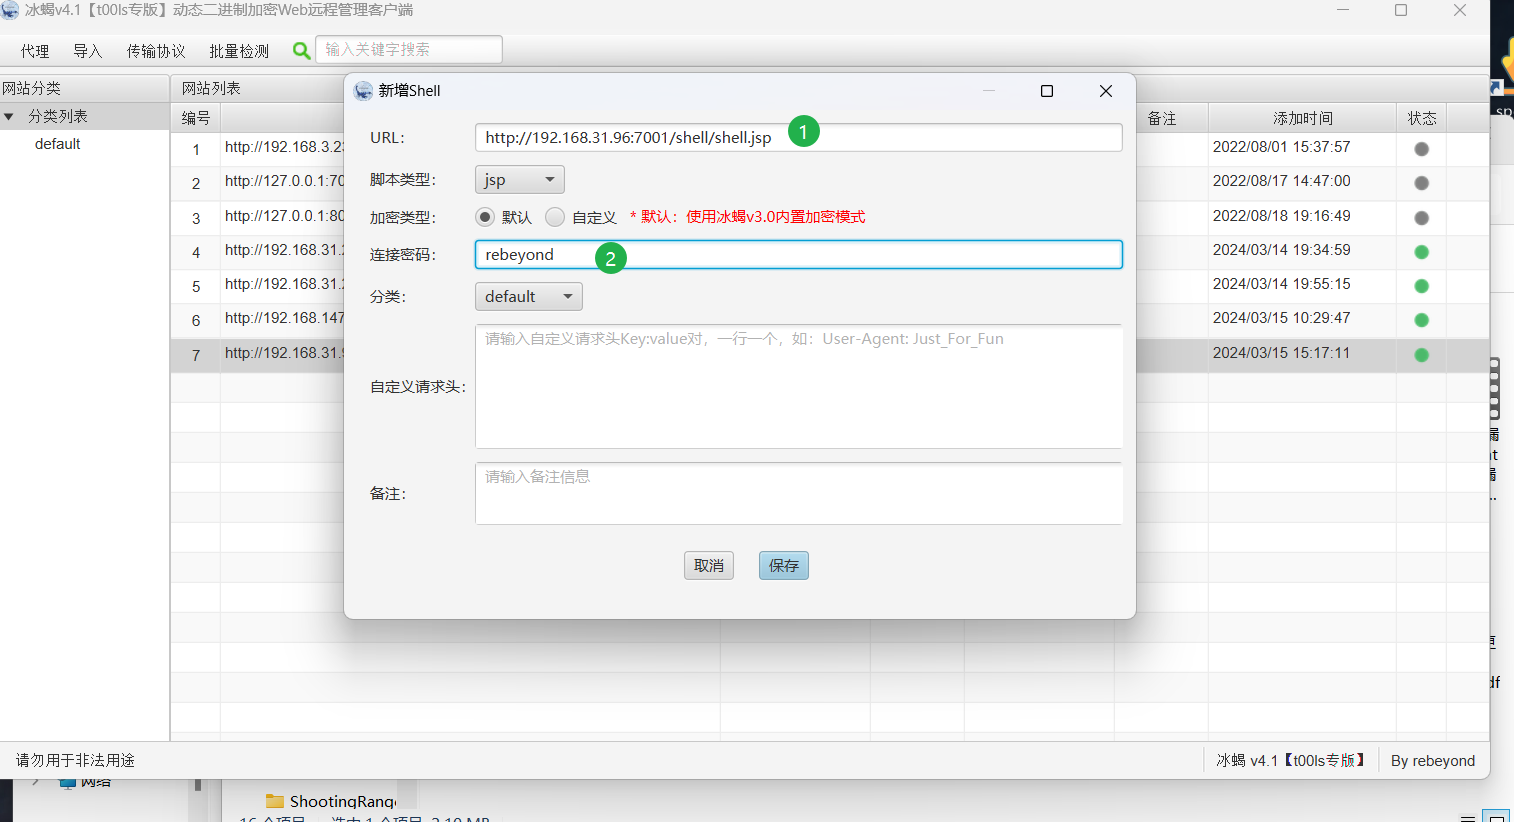 冰蝎v4.1【t00ls专版】动态二进制加密Web远程管理客户端
代理 导入 传输协议 批量检测 输入关键字搜索
网站分类 网站列表
分类列表
default
编号 备注 添加时间 状态
1 http://192.168.3.23 2022/08/01 15:37:57
2 http://127.0.0.1:70 2022/08/17 14:47:00
3 http://127.0.0.1:80 2022/08/18 19:16:49
4 http://192.168.31.2 2024/03/14 19:34:59
5 http://192.168.31.2 2024/03/14 19:55:15
6 http://192.168.147 2024/03/15 10:29:47
7 http://192.168.31.9 2024/03/15 15:17:11
新增Shell
URL: http://192.168.31.96:7001/shell/shell.jsp 1
脚本类型: jsp
加密类型: 默认 自定义 * 默认：使用冰蝎v3.0内置加密模式
连接密码: rebeyond 2
分类: default
自定义请求头: 请输入自定义请求头Key:value对，一行一个，如：User-Agent: Just_For_Fun
备注: 请输入备注信息
取消 保存
请勿用于非法用途 冰蝎 v4.1【t00ls专版】 By rebeyond
网络
ShootingRange
sp
漏
df